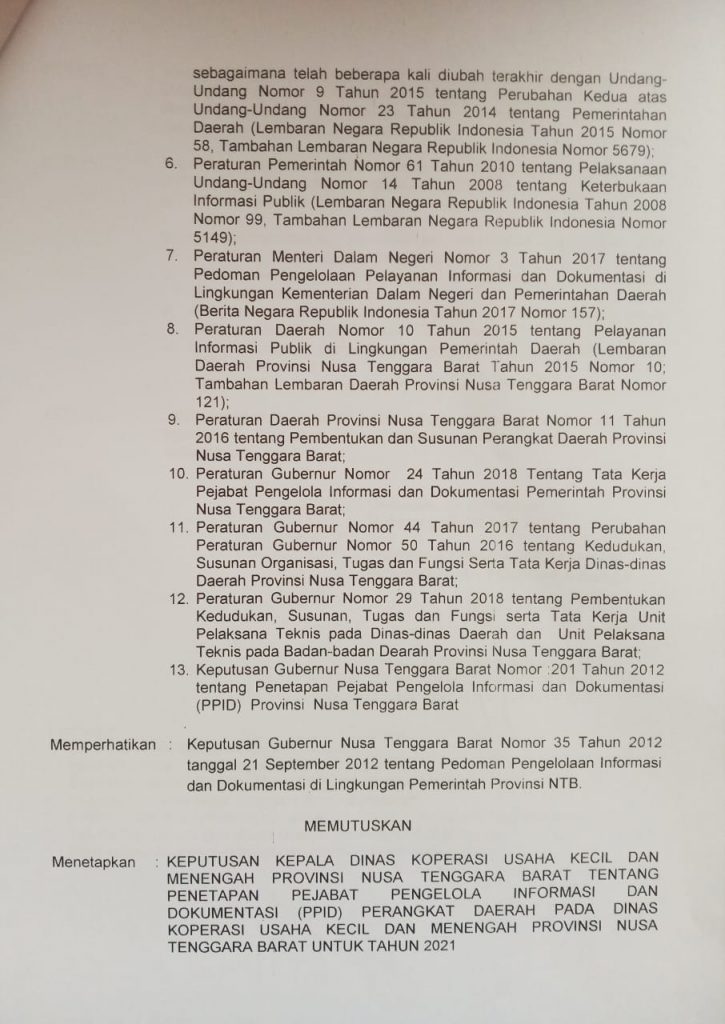 sebagaimana telah beberapa kali diubah terakhir dengan Undang-
Undang Nomor 9 Tahun 2015 tentang Perubahan Kedua atas
Undang-Undang Nomor 23 Tahun 2014 tentang Pemerintahan
Daerah (Lembaran Negara Republik Indonesia Tahun 2015 Nomor
58, Tambahan Lembaran Negara Republik Indonesia Nomor 5679);
6. Peraturan Pemerintah Nomor 61 Tahun 2010 tentang Pelaksanaan
Undang-Undang Nomor 14 Tahun 2008 tentang Keterbukaan
Informasi Publik (Lembaran Negara Republik Indonesia Tahun 2008
Nomor 99, Tambahan Lembaran Negara Republik Indonesia Nomor
5149);
7. Peraturan Menteri Dalam Negeri Nomor 3 Tahun 2017 tentang
Pedoman Pengelolaan Pelayanan Informasi dan Dokumentasi di
Lingkungan Kementerian Dalam Negeri dan Pemerintahan Daerah
(Berita Negara Republik Indonesia Tahun 2017 Nomor 157);
8. Peraturan Daerah Nomor 10 Tahun 2015 tentang Pelayanan
Informasi Publik di Lingkungan Pemerintah Daerah (Lembaran
Daerah Provinsi Nusa Tenggara Barat Tahun 2015 Nomor 10;
Tambahan Lembaran Daerah Provinsi Nusa Tenggara Barat Nomor
121);
9. Peraturan Daerah Provinsi Nusa Tenggara Barat Nomor 11 Tahun
2016 tentang Pembentukan dan Susunan Perangkat Daerah Provinsi
Nusa Tenggara Barat;
10. Peraturan Gubernur Nomor 24 Tahun 2018 Tentang Tata Kerja
Pejabat Pengelola Informasi dan Dokumentasi Pemerintah Provinsi
Nusa Tenggara Barat;
11. Peraturan Gubernur Nomor 44 Tahun 2017 tentang Perubahan
Peraturan Gubernur Nomor 50 Tahun 2016 tentang Kedudukan,
Susunan Organisasi, Tugas dan Fungsi Serta Tata Kerja Dinas-dinas
Daerah Provinsi Nusa Tenggara Barat;
12. Peraturan Gubernur Nomor 29 Tahun 2018 tentang Pembentukan
Kedudukan, Susunan, Tugas dan Fungsi serta Tata Kerja Unit
Pelaksana Teknis pada Dinas-dinas Daerah dan Unit Pelaksana
Teknis pada Badan-badan Dearah Provinsi Nusa Tenggara Barat;
13. Keputusan Gubernur Nusa Tenggara Barat Nomor :201 Tahun 2012
tentang Penetapan Pejabat Pengelola Informasi dan Dokumentasi
(PPID) Provinsi Nusa Tenggara Barat
Memperhatikan : Keputusan Gubernur Nusa Tenggara Barat Nomor 35 Tahun 2012
tanggal 21 September 2012 tentang Pedoman Pengelolaan Informasi
dan Dokumentasi di Lingkungan Pemerintah Provinsi NTB.
MEMUTUSKAN
Menetapkan : KEPUTUSAN KEPALA DINAS KOPERASI USAHA KECIL DAN
MENENGAH PROVINSI NUSA TENGGARA BARAT TENTANG
PENETAPAN PEJABAT PENGELOLA INFORMASI DAN
DOKUMENTASI (PPID) PERANGKAT DAERAH PADA DINAS
KOPERASI USAHA KECIL DAN MENENGAH PROVINSI NUSA
TENGGARA BARAT UNTUK TAHUN 2021